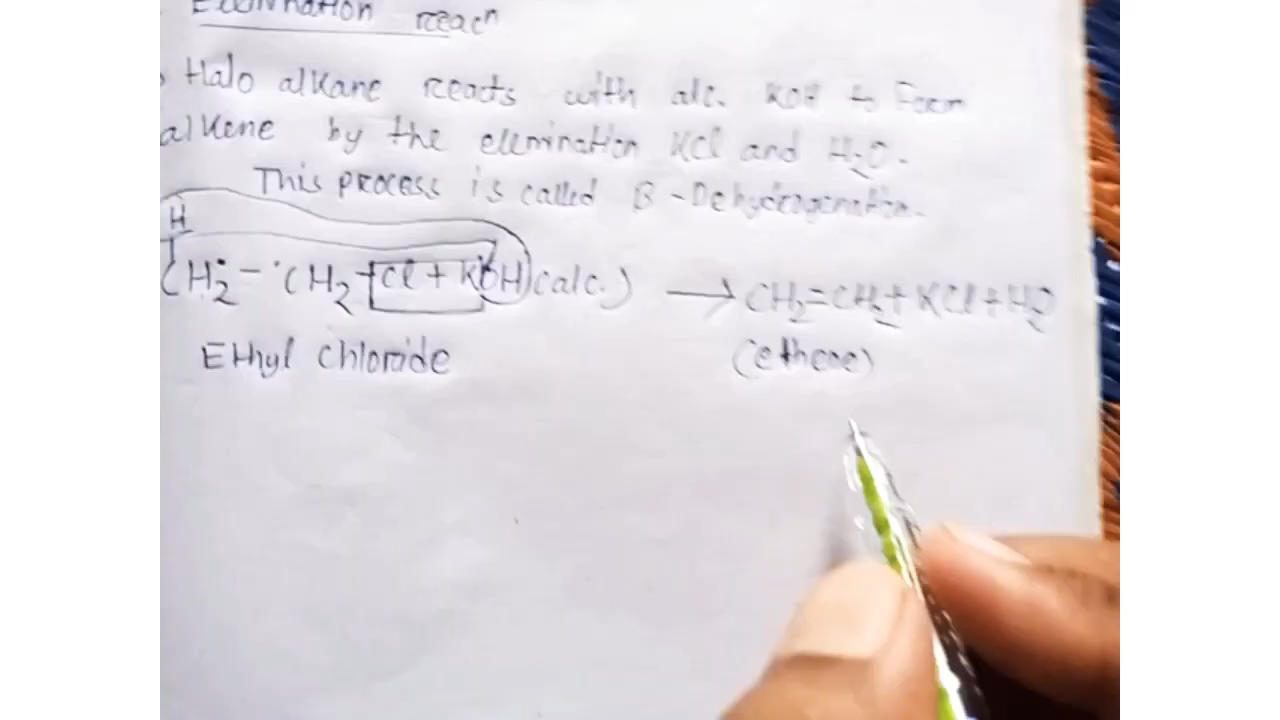 Elemination reacⁿ
Halo alkane reacts with alc. KOH to Form
alkene by the elemination KCl and H₂O.
This process is called B-Dehydrogenation.
H
CH₂ - CH₂ - Cl + KOH (alc.) → CH₂=CH₂ + KCl + H₂O
Ethyl chloride (ethene)